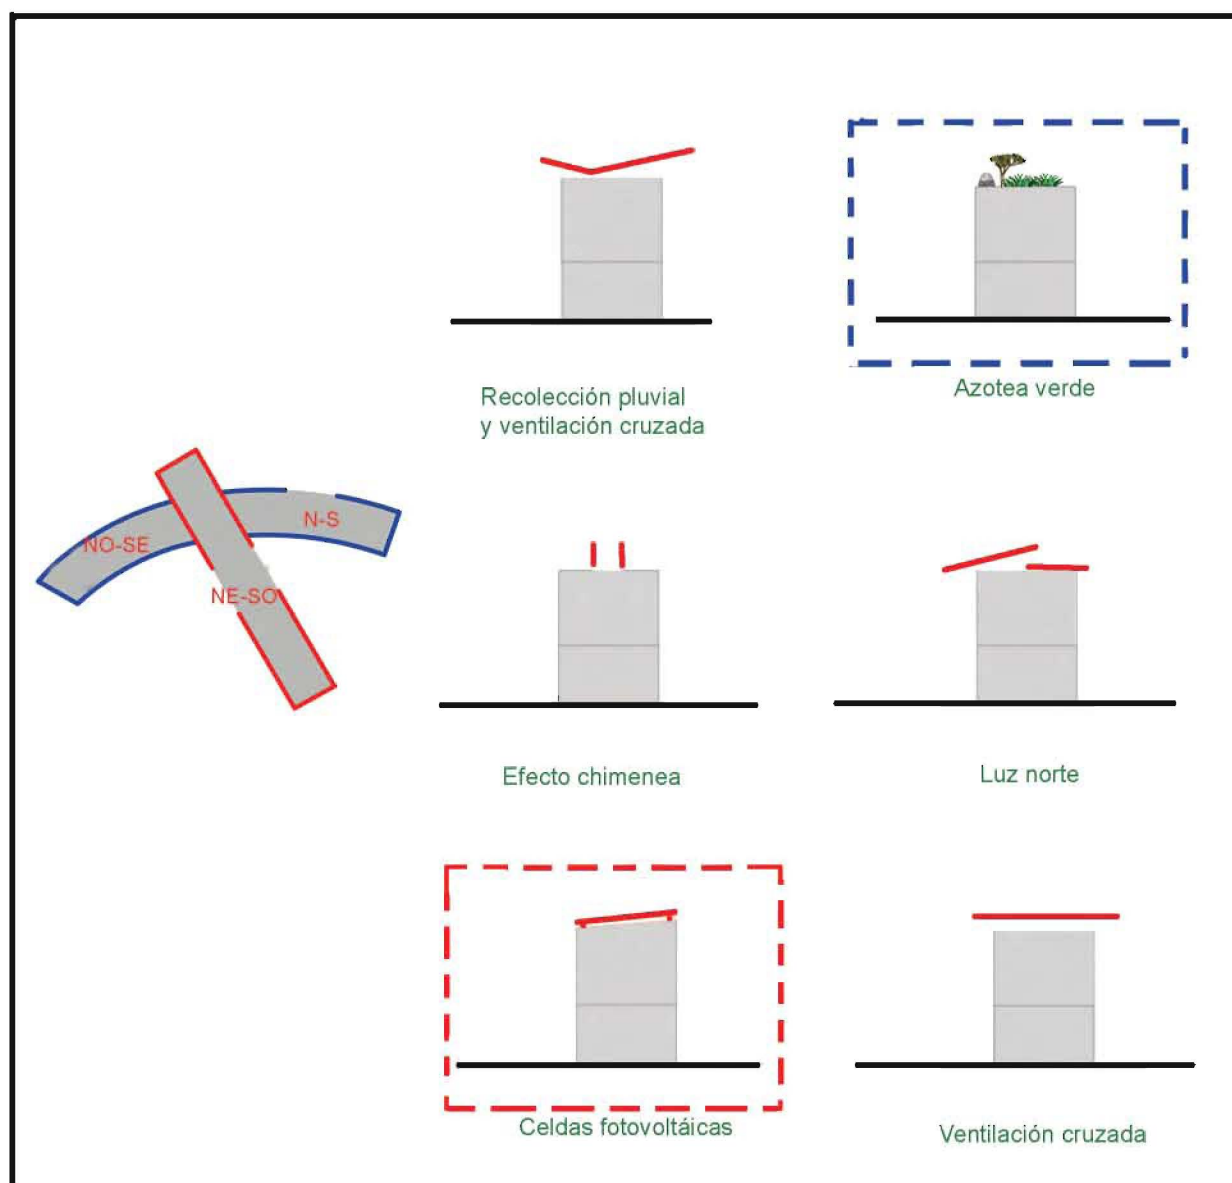 Recolección pluvial
y ventilación cruzada
Azotea verde
NO-SE
N-S
NE-SO
Efecto chimenea
Luz norte
Celdas fotovoltáicas
Ventilación cruzada